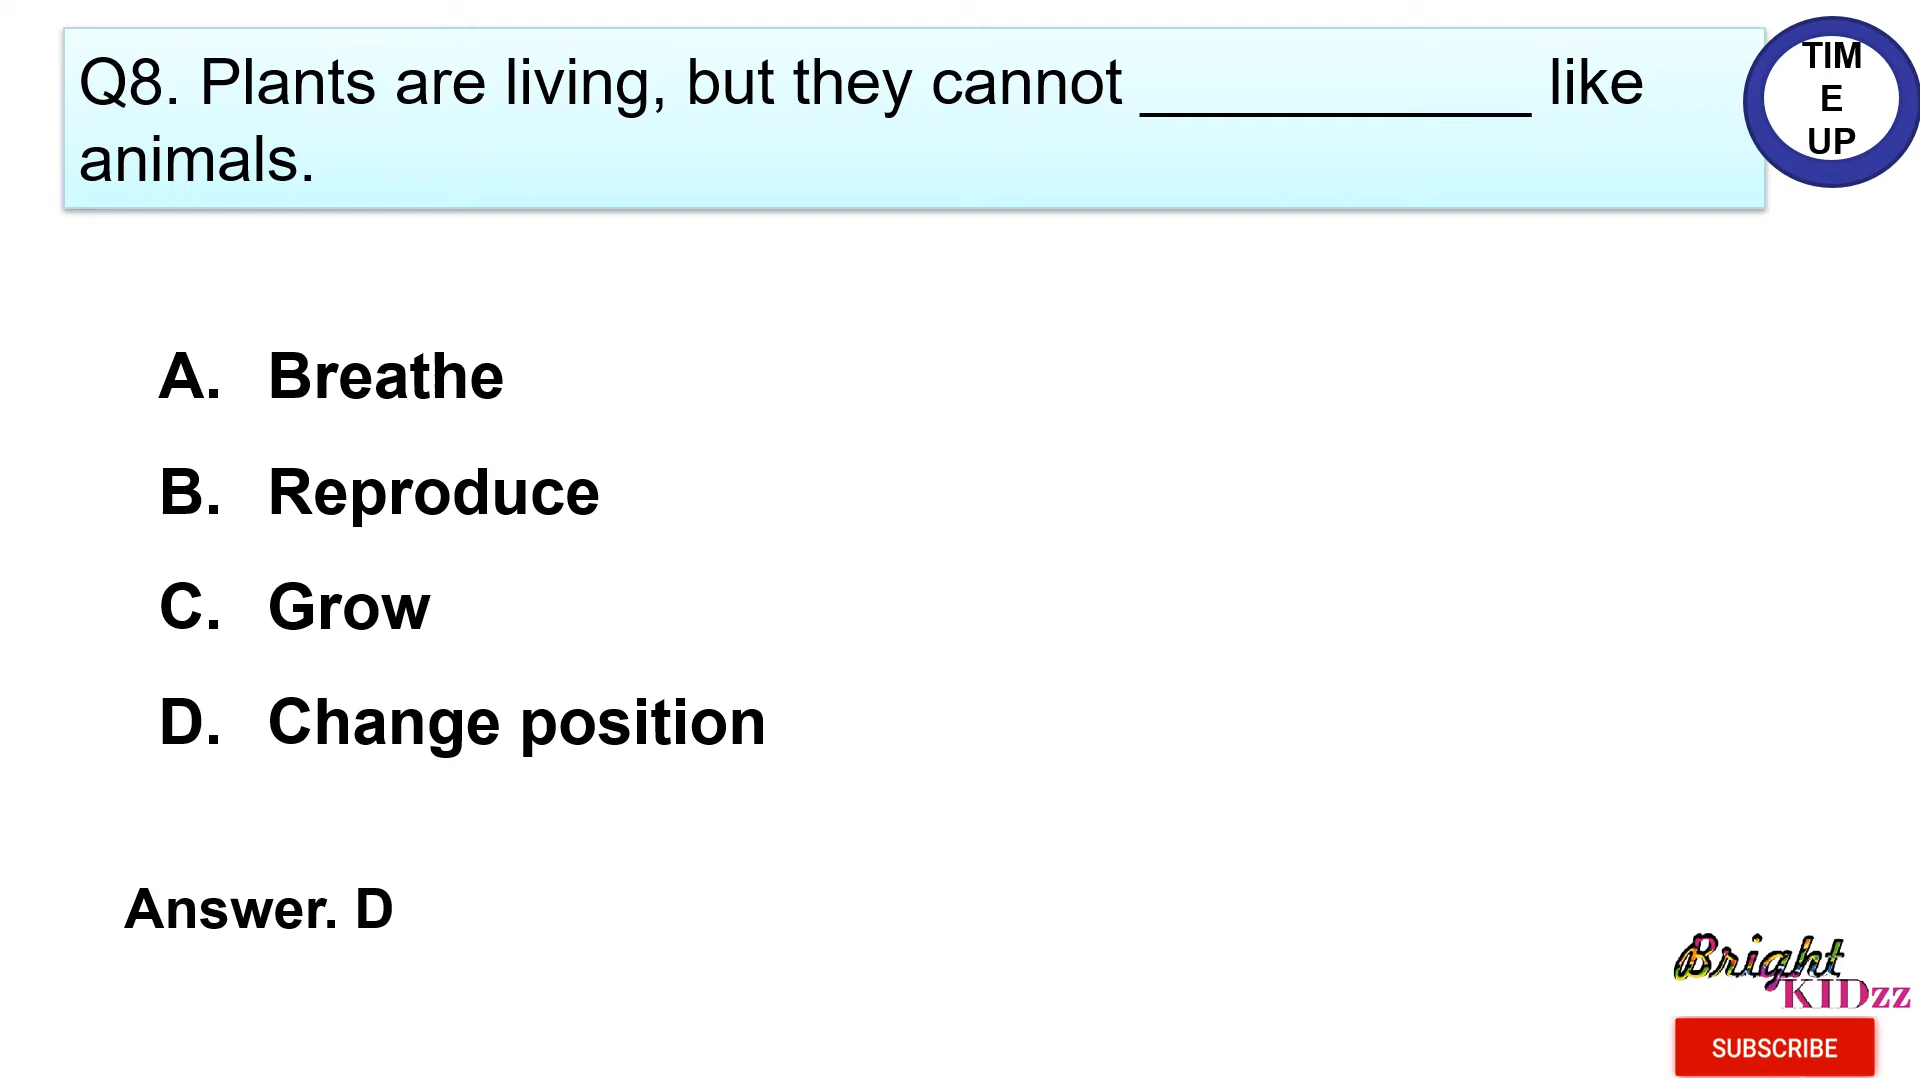 Q8. Plants are living, but they cannot ____________ like
animals.
TIM
E
UP
A. Breathe
B. Reproduce
C. Grow
D. Change position
Answer. D
Bright
KIDzz
SUBSCRIBE